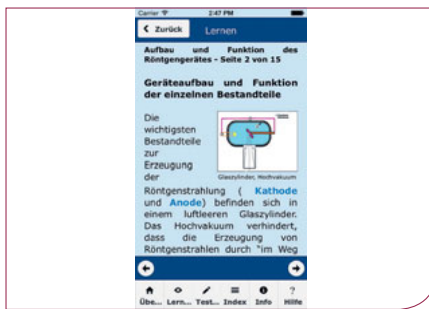 Carrier 2:47 PM
Zurück Lernen
Aufbau und Funktion des
Röntgengerätes - Seite 2 von 15
Geräteaufbau und Funktion
der einzelnen Bestandteile
Die
wichtigsten
Bestandteile
zur
Erzeugung
der
Glaszylinder, Hochvakuum
Röntgenstrahlung ( Kathode
und Anode) befinden sich in
einem luftleeren Glaszylinder.
Das Hochvakuum verhindert,
dass die Erzeugung von
Röntgenstrahlen durch "im Weg
Übe... Lern... Test... Index Info Hilfe